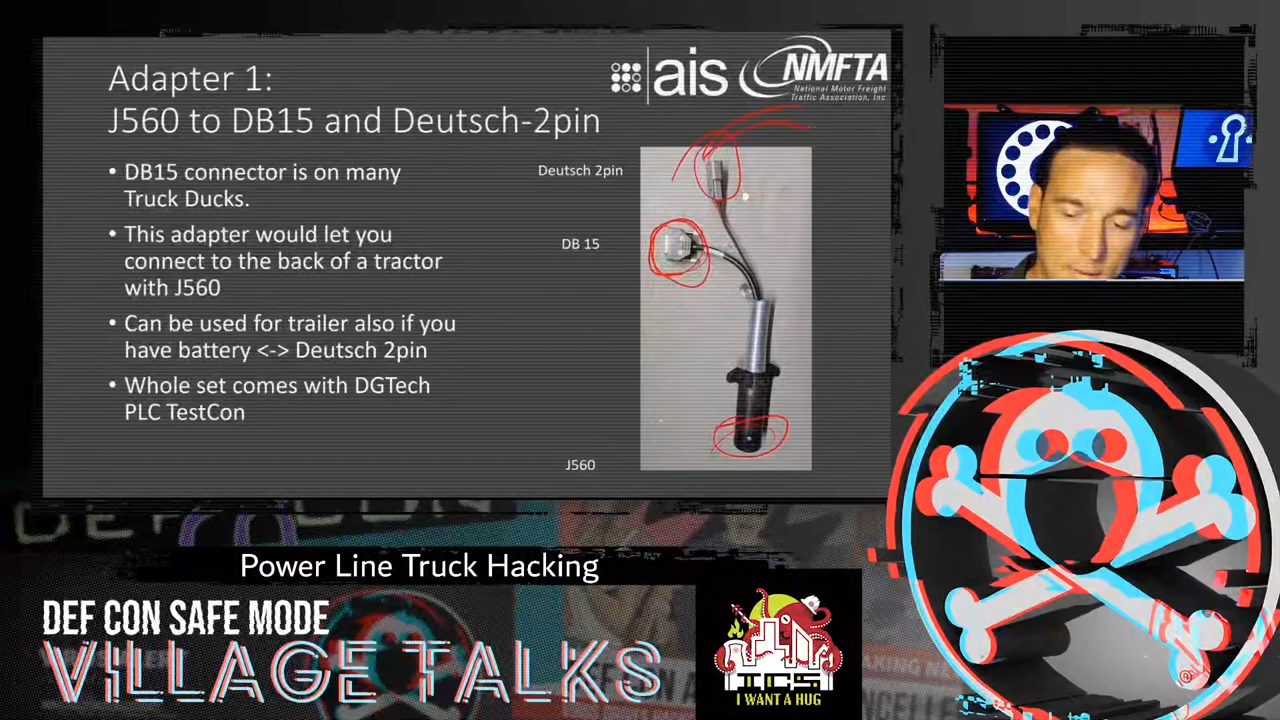 Adapter 1:
J560 to DB15 and Deutsch-2pin
ais
NMFTA
National Motor Freight
Traffic Association, Inc.
• DB15 connector is on many
Truck Ducks.
• This adapter would let you
connect to the back of a tractor
with J560
• Can be used for trailer also if you
have battery <-> Deutsch 2pin
• Whole set comes with DGTech
PLC TestCon
Deutsch 2pin
DB 15
J560
Power Line Truck Hacking
DEF CON SAFE MODE
VILLAGE TALKS
ICS
I WANT A HUG